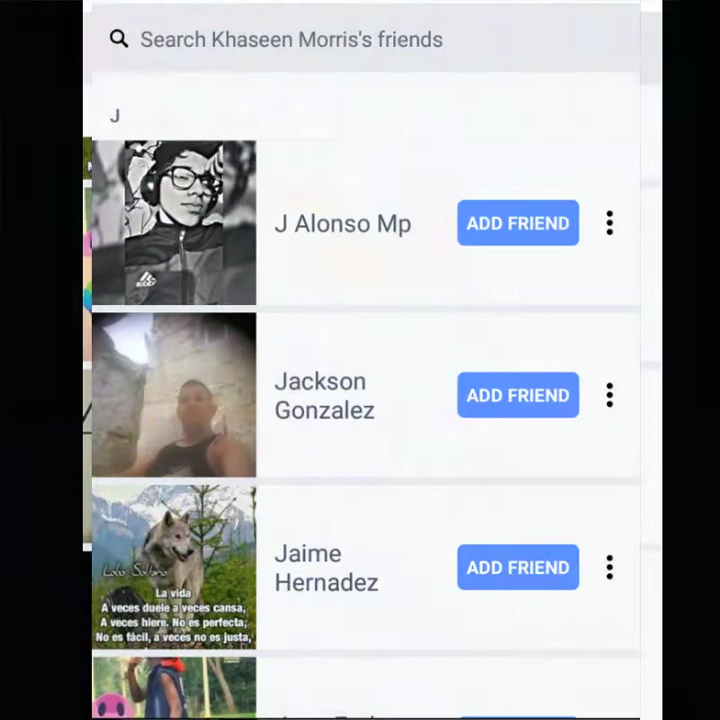 Search Khaseen Morris's friends
J
J Alonso Mp
ADD FRIEND
Jackson
Gonzalez
ADD FRIEND
Jaime
Hernadez
ADD FRIEND
Lobo Solitario
La vida
A veces duele a veces cansa,
A veces hiere. No es perfecta,
No es fácil, a veces no es justa,